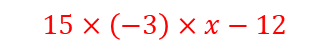 15 × (−3) × x − 12